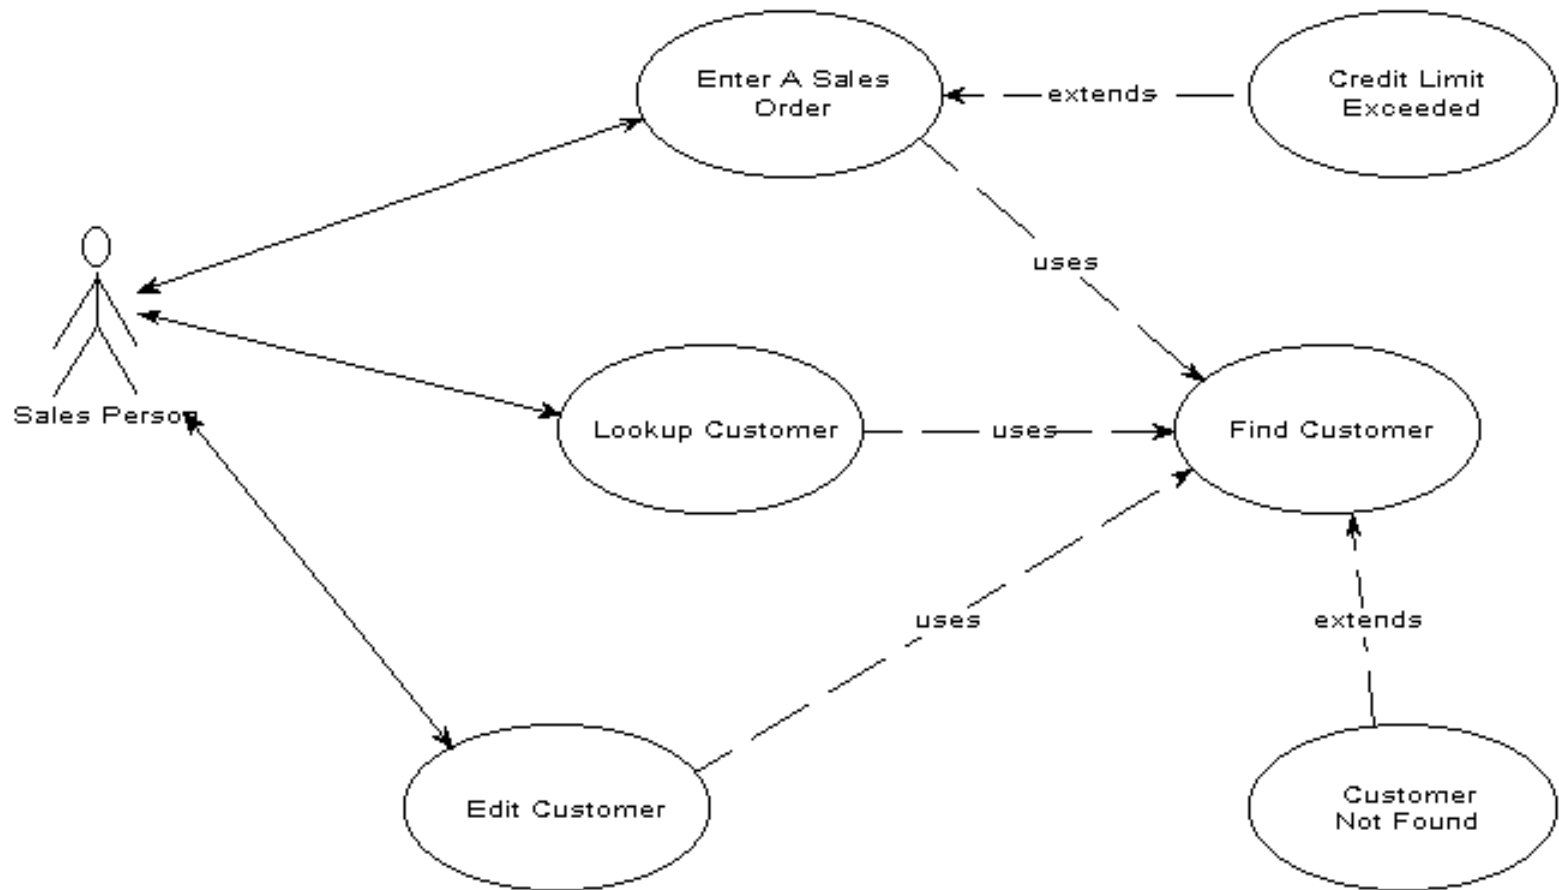 Enter A Sales
Order
extends
Credit Limit
Exceeded
uses
Sales Person
Lookup Customer
uses
Find Customer
uses
extends
Edit Customer
Customer
Not Found